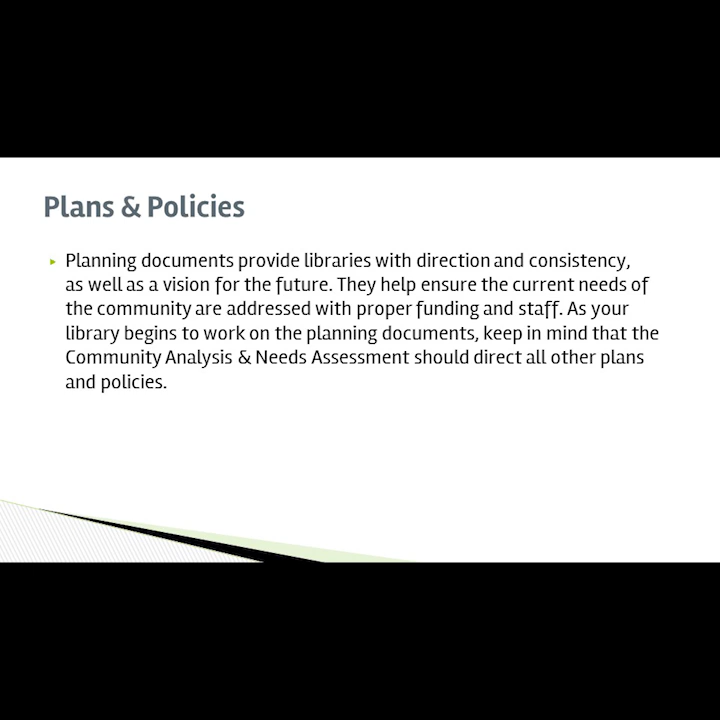 Plans & Policies
Planning documents provide libraries with direction and consistency,
as well as a vision for the future. They help ensure the current needs of
the community are addressed with proper funding and staff. As your
library begins to work on the planning documents, keep in mind that the
Community Analysis & Needs Assessment should direct all other plans
and policies.